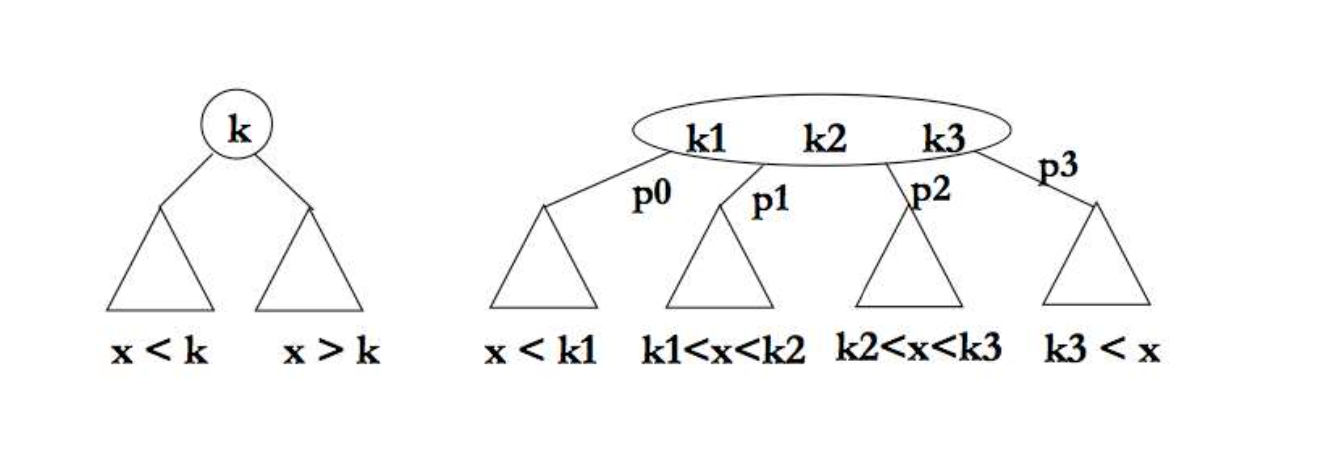 k
k1 k2 k3
p0 p1 p2 p3
x < k x > k x < k1 k1<x<k2 k2<x<k3 k3 < x